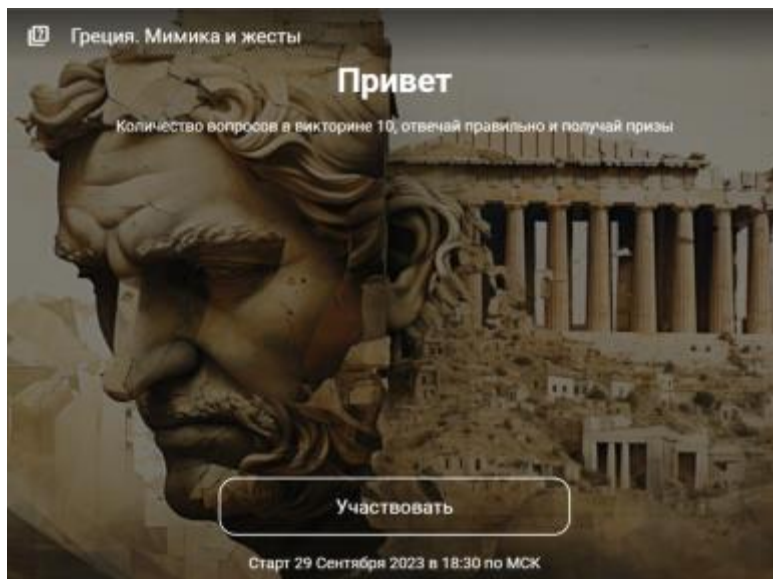 Греция. Мимика и жесты
Привет
Количество вопросов в викторине 10, отвечай правильно и получай призы
Участвовать
Старт 29 Сентября 2023 в 18:30 по МСК